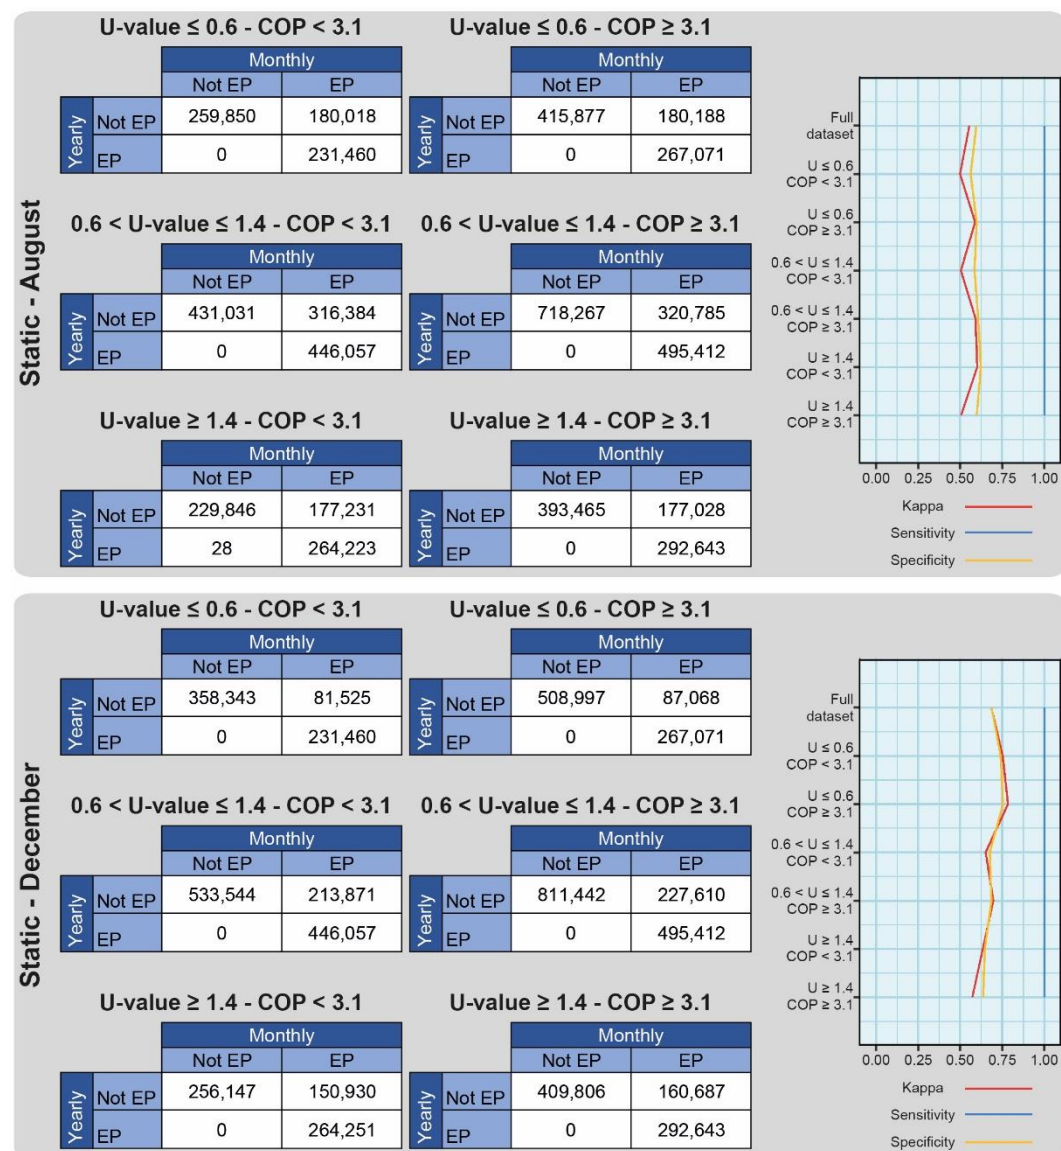 Static - August
U-value ≤ 0.6 - COP < 3.1
Monthly
Not EP EP
Yearly
Not EP 259,850 180,018
EP 0 231,460
U-value ≤ 0.6 - COP ≥ 3.1
Monthly
Not EP EP
Yearly
Not EP 415,877 180,188
EP 0 267,071
0.6 < U-value ≤ 1.4 - COP < 3.1
Monthly
Not EP EP
Yearly
Not EP 431,031 316,384
EP 0 446,057
0.6 < U-value ≤ 1.4 - COP ≥ 3.1
Monthly
Not EP EP
Yearly
Not EP 718,267 320,785
EP 0 495,412
U-value ≥ 1.4 - COP < 3.1
Monthly
Not EP EP
Yearly
Not EP 229,846 177,231
EP 28 264,223
U-value ≥ 1.4 - COP ≥ 3.1
Monthly
Not EP EP
Yearly
Not EP 393,465 177,028
EP 0 292,643
Full
dataset
U ≤ 0.6
COP < 3.1
U ≤ 0.6
COP ≥ 3.1
0.6 < U ≤ 1.4
COP < 3.1
0.6 < U ≤ 1.4
COP ≥ 3.1
U ≥ 1.4
COP < 3.1
U ≥ 1.4
COP ≥ 3.1
0.00 0.25 0.50 0.75 1.00
Kappa
Sensitivity
Specificity
Static - December
U-value ≤ 0.6 - COP < 3.1
Monthly
Not EP EP
Yearly
Not EP 358,343 81,525
EP 0 231,460
U-value ≤ 0.6 - COP ≥ 3.1
Monthly
Not EP EP
Yearly
Not EP 508,997 87,068
EP 0 267,071
0.6 < U-value ≤ 1.4 - COP < 3.1
Monthly
Not EP EP
Yearly
Not EP 533,544 213,871
EP 0 446,057
0.6 < U-value ≤ 1.4 - COP ≥ 3.1
Monthly
Not EP EP
Yearly
Not EP 811,442 227,610
EP 0 495,412
U-value ≥ 1.4 - COP < 3.1
Monthly
Not EP EP
Yearly
Not EP 256,147 150,930
EP 0 264,251
U-value ≥ 1.4 - COP ≥ 3.1
Monthly
Not EP EP
Yearly
Not EP 409,806 160,687
EP 0 292,643
Full
dataset
U ≤ 0.6
COP < 3.1
U ≤ 0.6
COP ≥ 3.1
0.6 < U ≤ 1.4
COP < 3.1
0.6 < U ≤ 1.4
COP ≥ 3.1
U ≥ 1.4
COP < 3.1
U ≥ 1.4
COP ≥ 3.1
0.00 0.25 0.50 0.75 1.00
Kappa
Sensitivity
Specificity